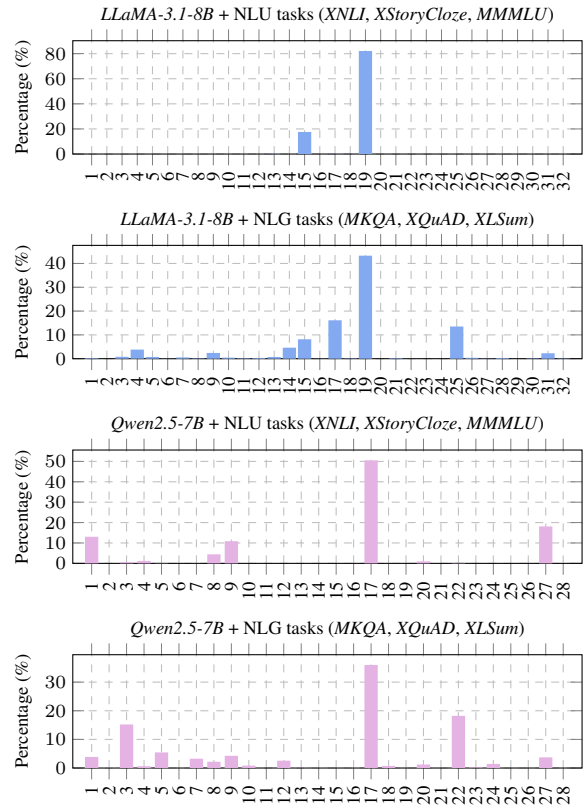 LLaMA-3.1-8B + NLU tasks (XNLI, XStoryCloze, MMMLU)
Percentage (%)
80
60
40
20
0
1 2 3 4 5 6 7 8 9 10 11 12 13 14 15 16 17 18 19 20 21 22 23 24 25 26 27 28 29 30 31 32
LLaMA-3.1-8B + NLG tasks (MKQA, XQuAD, XLSum)
Percentage (%)
40
30
20
10
0
1 2 3 4 5 6 7 8 9 10 11 12 13 14 15 16 17 18 19 20 21 22 23 24 25 26 27 28 29 30 31 32
Qwen2.5-7B + NLU tasks (XNLI, XStoryCloze, MMMLU)
Percentage (%)
50
40
30
20
10
0
1 2 3 4 5 6 7 8 9 10 11 12 13 14 15 16 17 18 19 20 21 22 23 24 25 26 27 28
Qwen2.5-7B + NLG tasks (MKQA, XQuAD, XLSum)
Percentage (%)
30
20
10
0
1 2 3 4 5 6 7 8 9 10 11 12 13 14 15 16 17 18 19 20 21 22 23 24 25 26 27 28